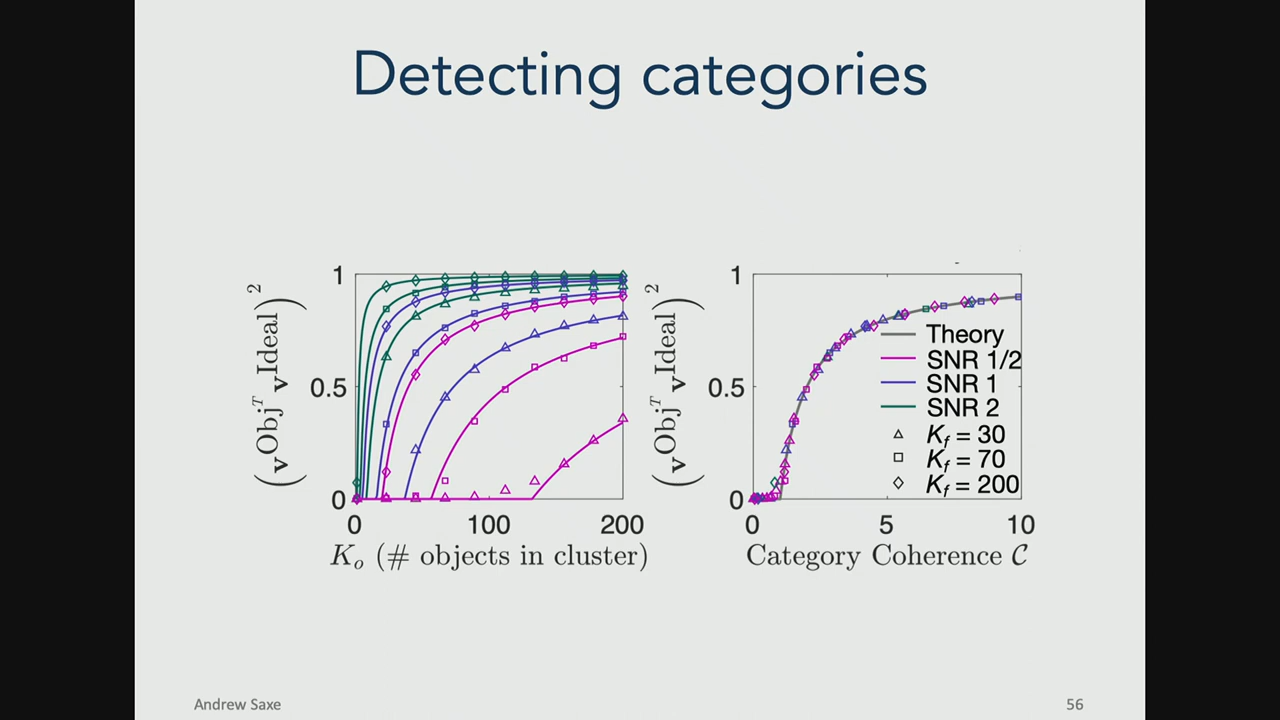 Detecting categories
(v^Obj^T v^Ideal)^2
1
0.5
0
0 100 200
K_o (# objects in cluster)
(v^Obj^T v^Ideal)^2
1
0.5
0
0 5 10
Category Coherence 𝒞
Theory
SNR 1/2
SNR 1
SNR 2
K_f = 30
K_f = 70
K_f = 200
Andrew Saxe
56